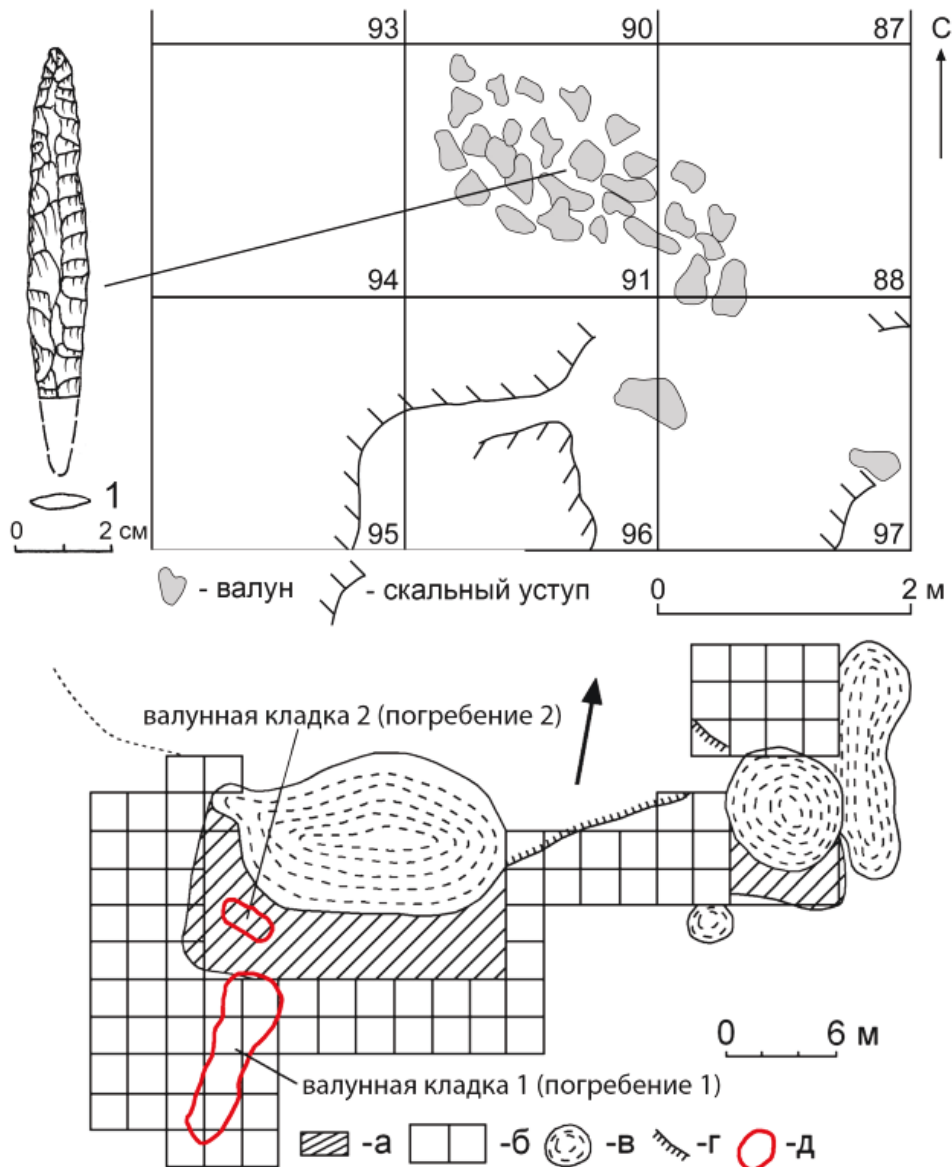 93 90 87 С
94 91 88
1
0 2 см
95 96 97
- валун - скальный уступ
0 2 м
валунная кладка 2 (погребение 2)
0 6 м
валунная кладка 1 (погребение 1)
-а -б -в -г -д